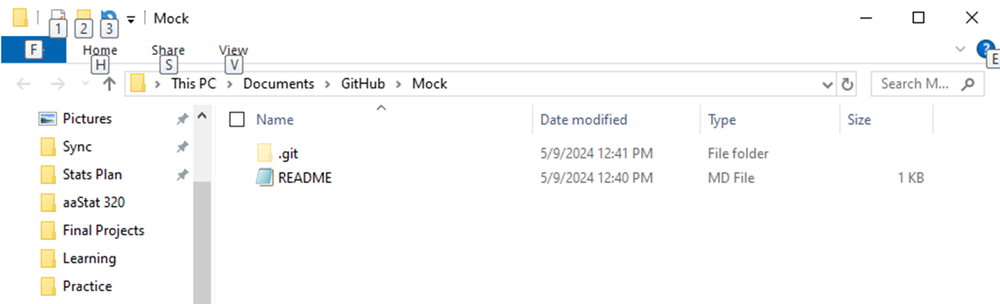 1 2 3 Mock
F Home Share View
H S V E
This PC > Documents > GitHub > Mock Search M...
Pictures Name Date modified Type Size
Sync .git 5/9/2024 12:41 PM File folder
Stats Plan README 5/9/2024 12:40 PM MD File 1 KB
aaStat 320
Final Projects
Learning
Practice